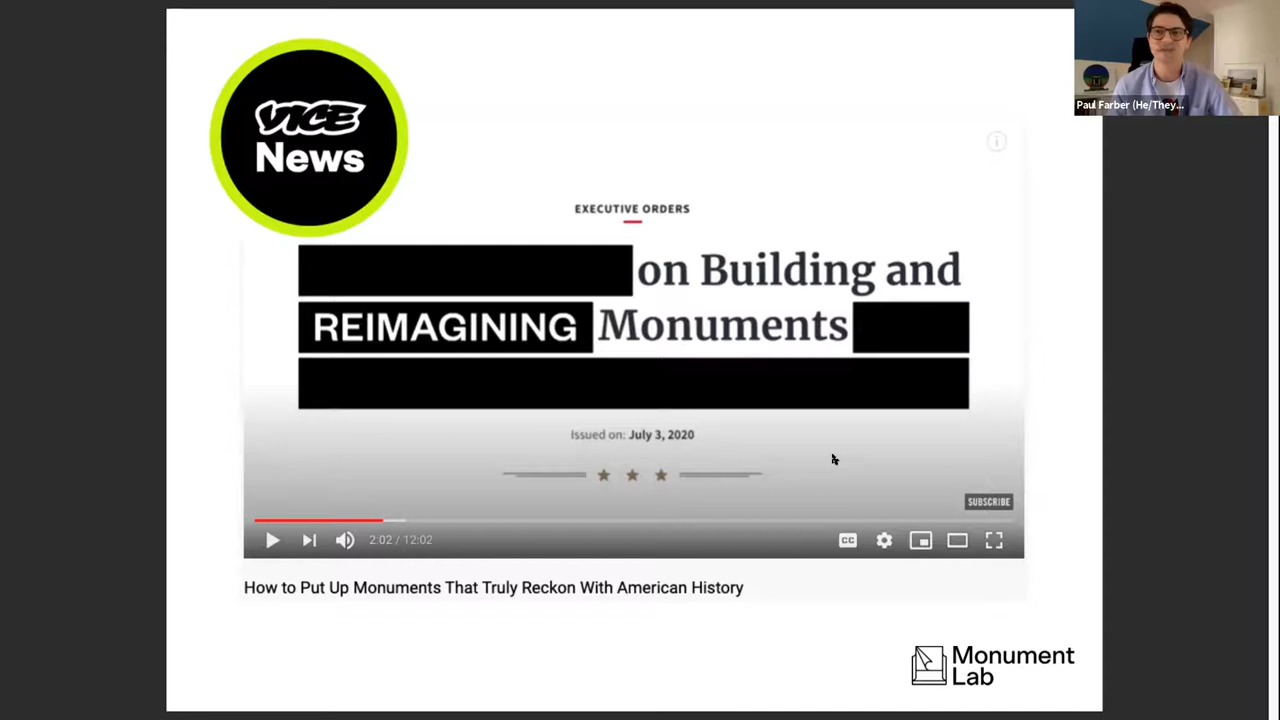 VICE
News
EXECUTIVE ORDERS
on Building and
REIMAGINING Monuments
Issued on: July 3, 2020
SUBSCRIBE
2:02 / 12:02
CC
How to Put Up Monuments That Truly Reckon With American History
Monument
Lab
Paul Farber (He/They...